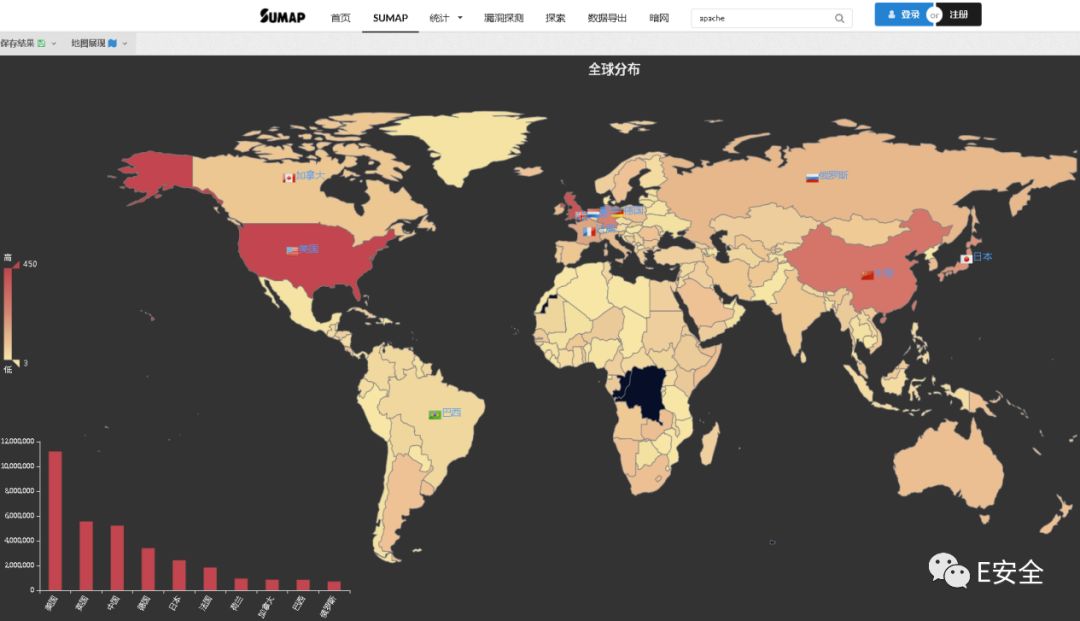 SUMAP
首页
SUMAP
统计
漏洞探测
探索
数据导出
暗网
apache
登录
or
注册
保存结果
地图展现
全球分布
加拿大
俄罗斯
德国
美国
日本
高
450
3
低
巴西
12,000,000
10,000,000
8,000,000
6,000,000
4,000,000
2,000,000
0
美国
英国
中国
德国
日本
法国
荷兰
加拿大
巴西
俄罗斯
E安全